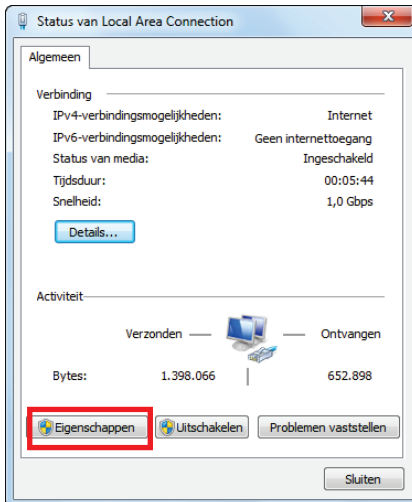 Status van Local Area Connection
Algemeen
Verbinding
IPv4-verbindingsmogelijkheden: Internet
IPv6-verbindingsmogelijkheden: Geen internettoegang
Status van media: Ingeschakeld
Tijdsduur: 00:05:44
Snelheid: 1,0 Gbps
Details...
Activiteit
Verzonden Ontvangen
Bytes: 1.398.066 652.898
Eigenschappen Uitschakelen Problemen vaststellen
Sluiten